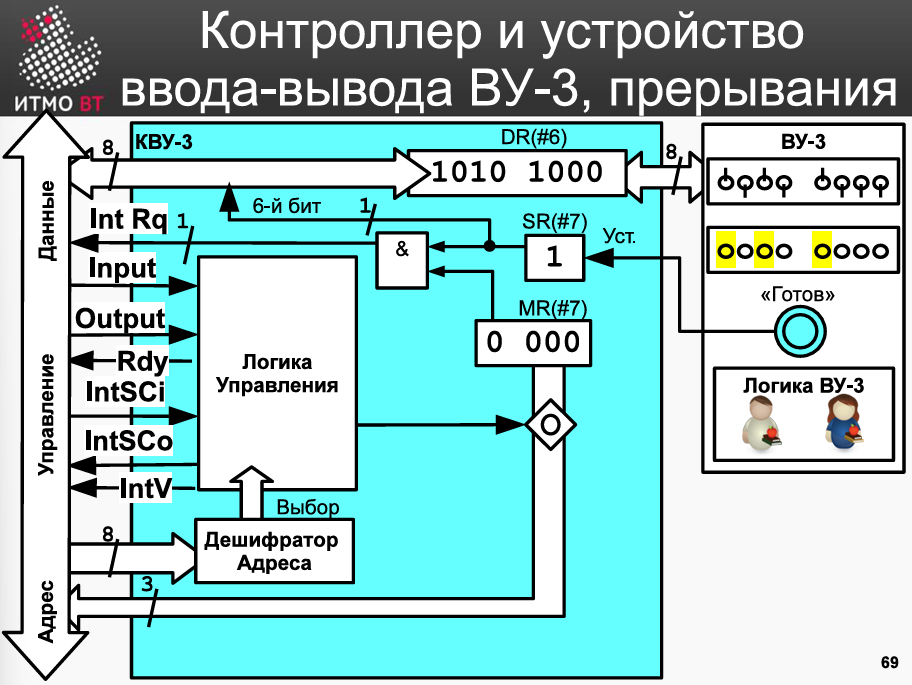 Контроллер и устройство
ввода-вывода ВУ-3, прерывания
ИТМО ВТ
КВУ-3
DR(#6)
ВУ-3
8
1010 1000
8
Данные
6-й бит
1
Int Rq
1
SR(#7)
Уст.
&
1
Input
«Готов»
Output
MR(#7)
0 000
Rdy
Логика
Управления
IntSCi
Логика ВУ-3
Управление
IntSCo
IntV
Выбор
8
Дешифратор
Адреса
3
Адрес
69